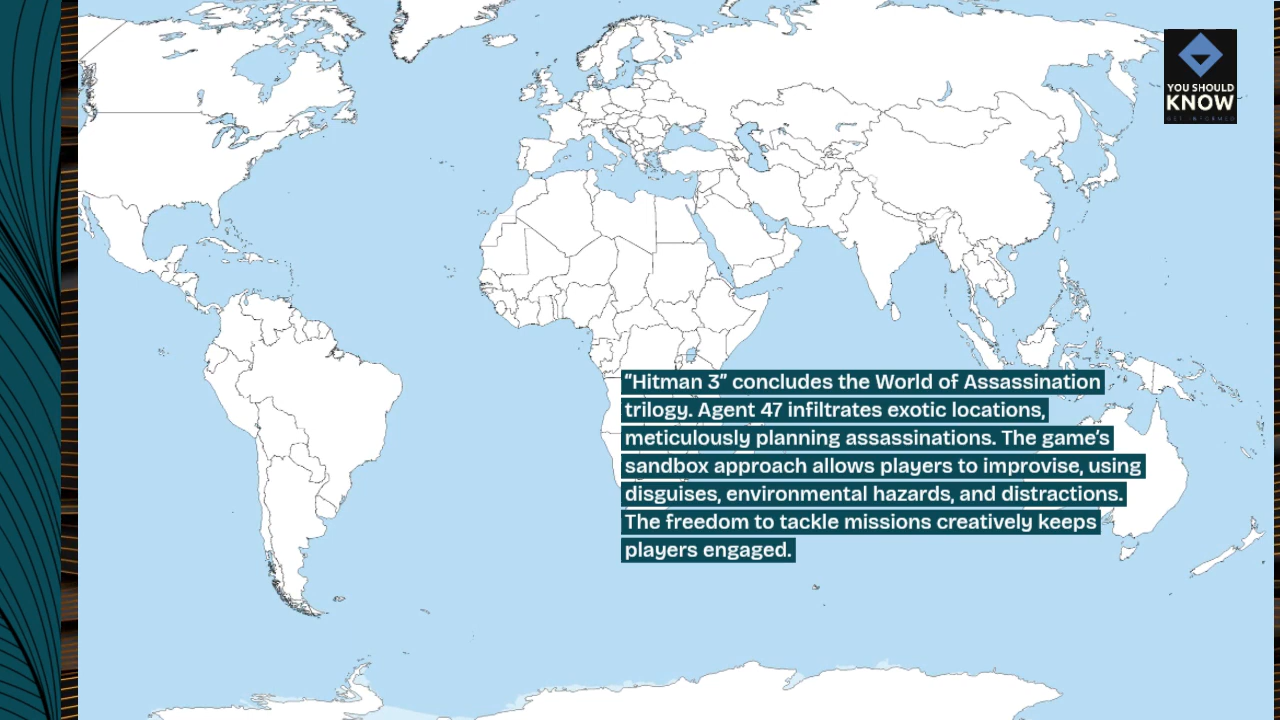 YOU SHOULD
KNOW
GET INFORMED
"Hitman 3" concludes the World of Assassination
trilogy. Agent 47 infiltrates exotic locations,
meticulously planning assassinations. The game's
sandbox approach allows players to improvise, using
disguises, environmental hazards, and distractions.
The freedom to tackle missions creatively keeps
players engaged.